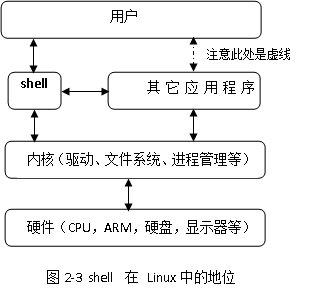 用户
注意此处是虚线
shell
其它应用程序
内核（驱动、文件系统、进程管理等）
硬件（CPU，ARM，硬盘，显示器等）
图 2-3 shell 在 Linux 中的地位